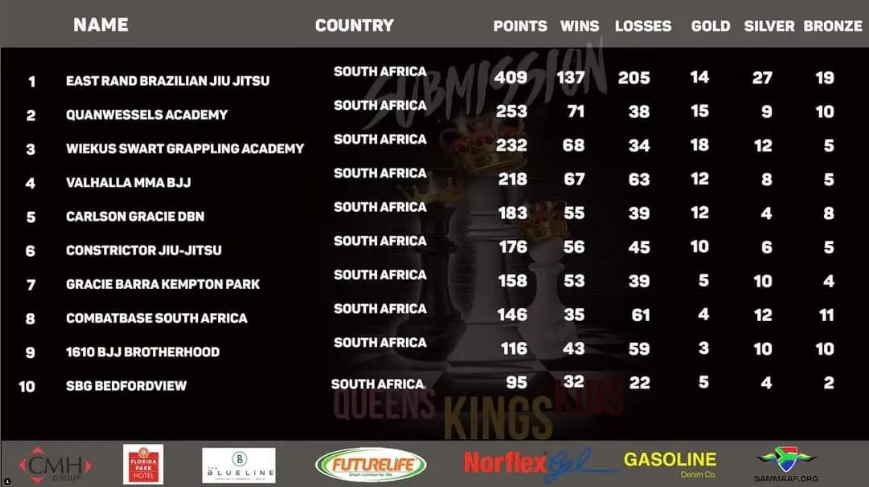 NAME COUNTRY POINTS WINS LOSSES GOLD SILVER BRONZE
1 EAST RAND BRAZILIAN JIU JITSU SOUTH AFRICA 409 137 205 14 27 19
2 QUANWESSELS ACADEMY SOUTH AFRICA 253 71 38 15 9 10
3 WIEKUS SWART GRAPPLING ACADEMY SOUTH AFRICA 232 68 34 18 12 5
4 VALHALLA MMA BJJ SOUTH AFRICA 218 67 63 12 8 5
5 CARLSON GRACIE DBN SOUTH AFRICA 183 55 39 12 4 8
6 CONSTRICTOR JIU-JITSU SOUTH AFRICA 176 56 45 10 6 5
7 GRACIE BARRA KEMPTON PARK SOUTH AFRICA 158 53 39 5 10 4
8 COMBATBASE SOUTH AFRICA SOUTH AFRICA 146 35 61 4 12 11
9 1610 BJJ BROTHERHOOD SOUTH AFRICA 116 43 59 3 10 10
10 SBG BEDFORDVIEW SOUTH AFRICA 95 32 22 5 4 2
SUBMISSION
QUEENS KINGS KIDS
CMH GROUP
FLORIDA PARK HOTEL
B THE BLUELINE
FUTURELIFE
Smart nutrition for life
Norflex Gel
GASOLINE
Denim Co
SAMMAAF.ORG